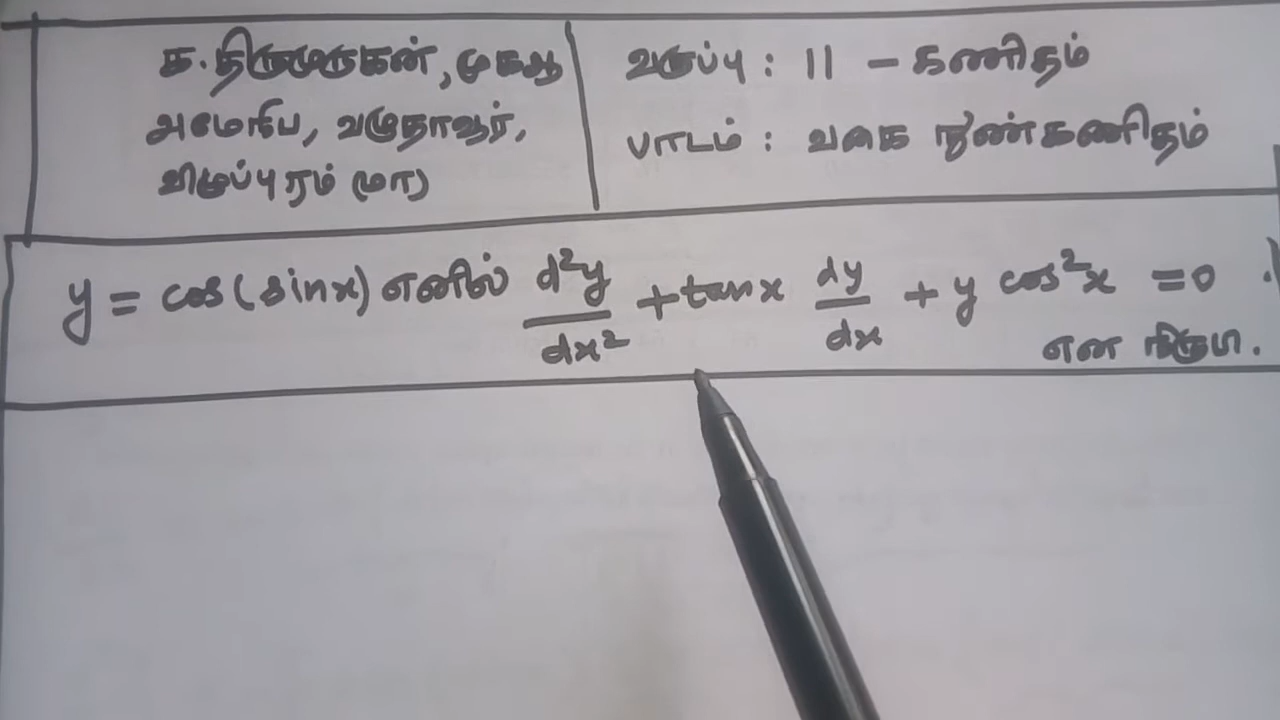 க.திருமுருகன், முகஆ
அமேநிப, வழுதாவூர்,
விழுப்புரம் (மா)
வகுப்பு : 11 - கணிதம்
பாடம் : வகை நுண்கணிதம்
y = cos(sinx) எனில் d²y/dx² + tanx dy/dx + y cos²x = 0
என நிரூபி.